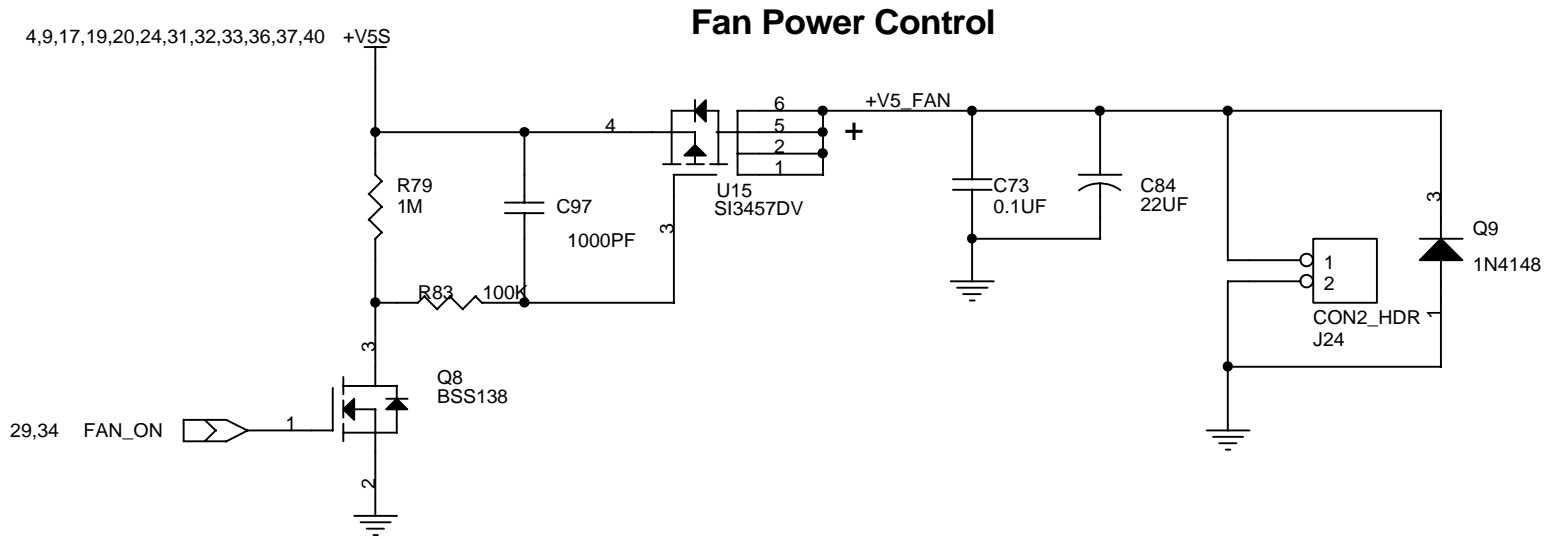 Fan Power Control
4,9,17,19,20,24,31,32,33,36,37,40 +V5S
6 +V5_FAN
4 5 +
2
1
R79
1M
C97
1000PF
U15
SI3457DV
3
C73
0.1UF
C84
22UF
3
Q9
1N4148
1
2
CON2_HDR
J24
1
R83 100K
3
Q8
BSS138
29,34 FAN_ON 1
2